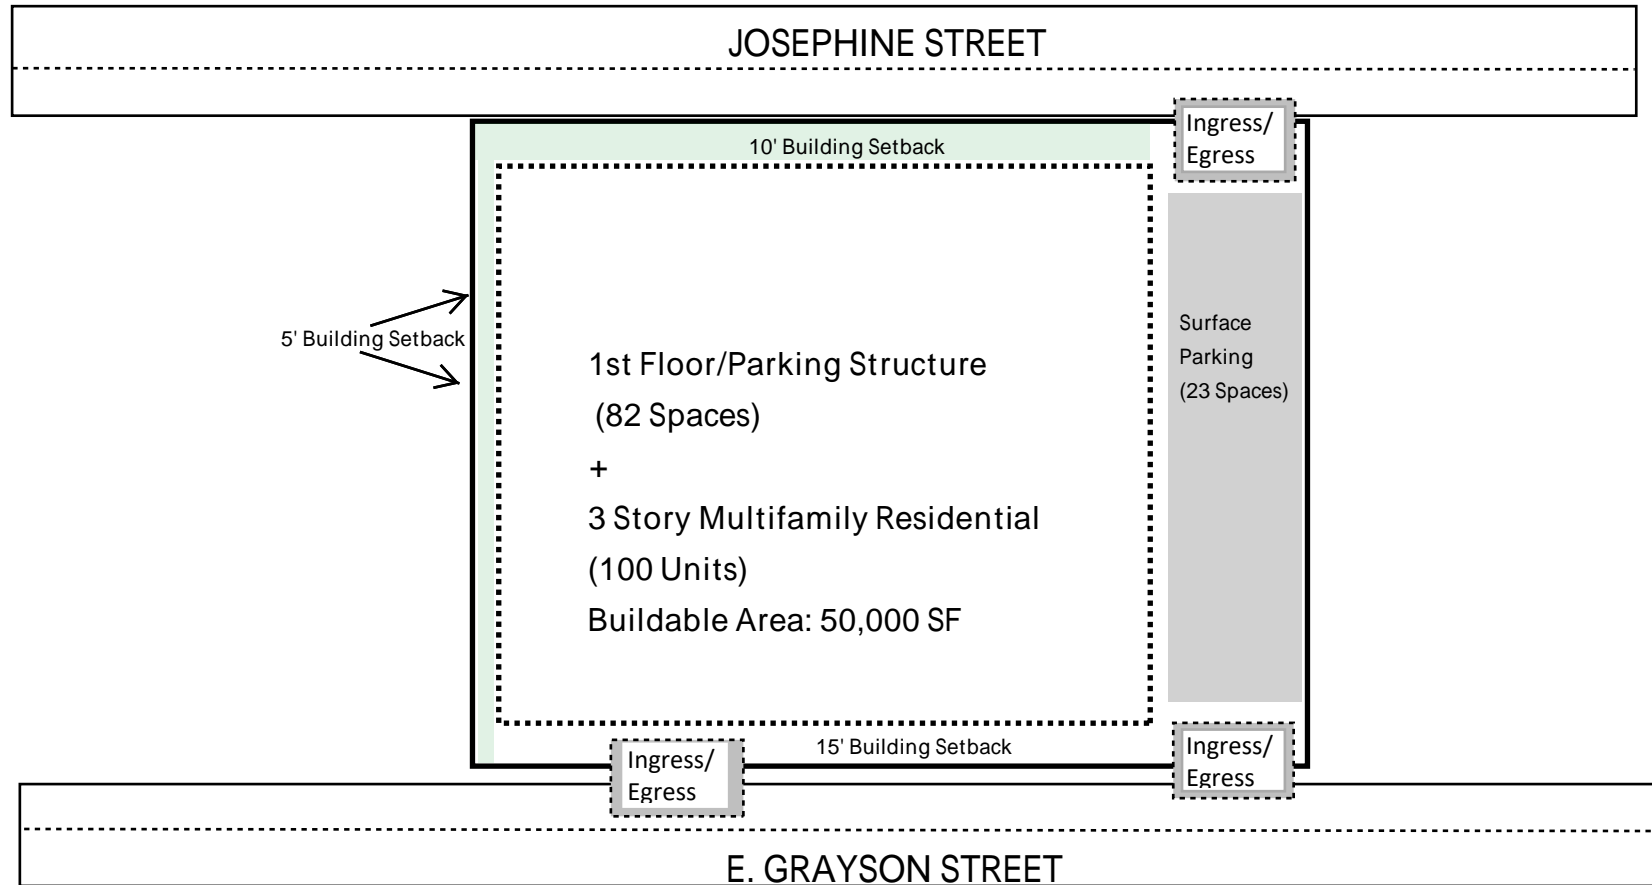 JOSEPHINE STREET
Ingress/
Egress
10' Building Setback
5' Building Setback
Surface
Parking
(23 Spaces)
1st Floor/Parking Structure
(82 Spaces)
+
3 Story Multifamily Residential
(100 Units)
Buildable Area: 50,000 SF
15' Building Setback
Ingress/
Egress
Ingress/
Egress
E. GRAYSON STREET